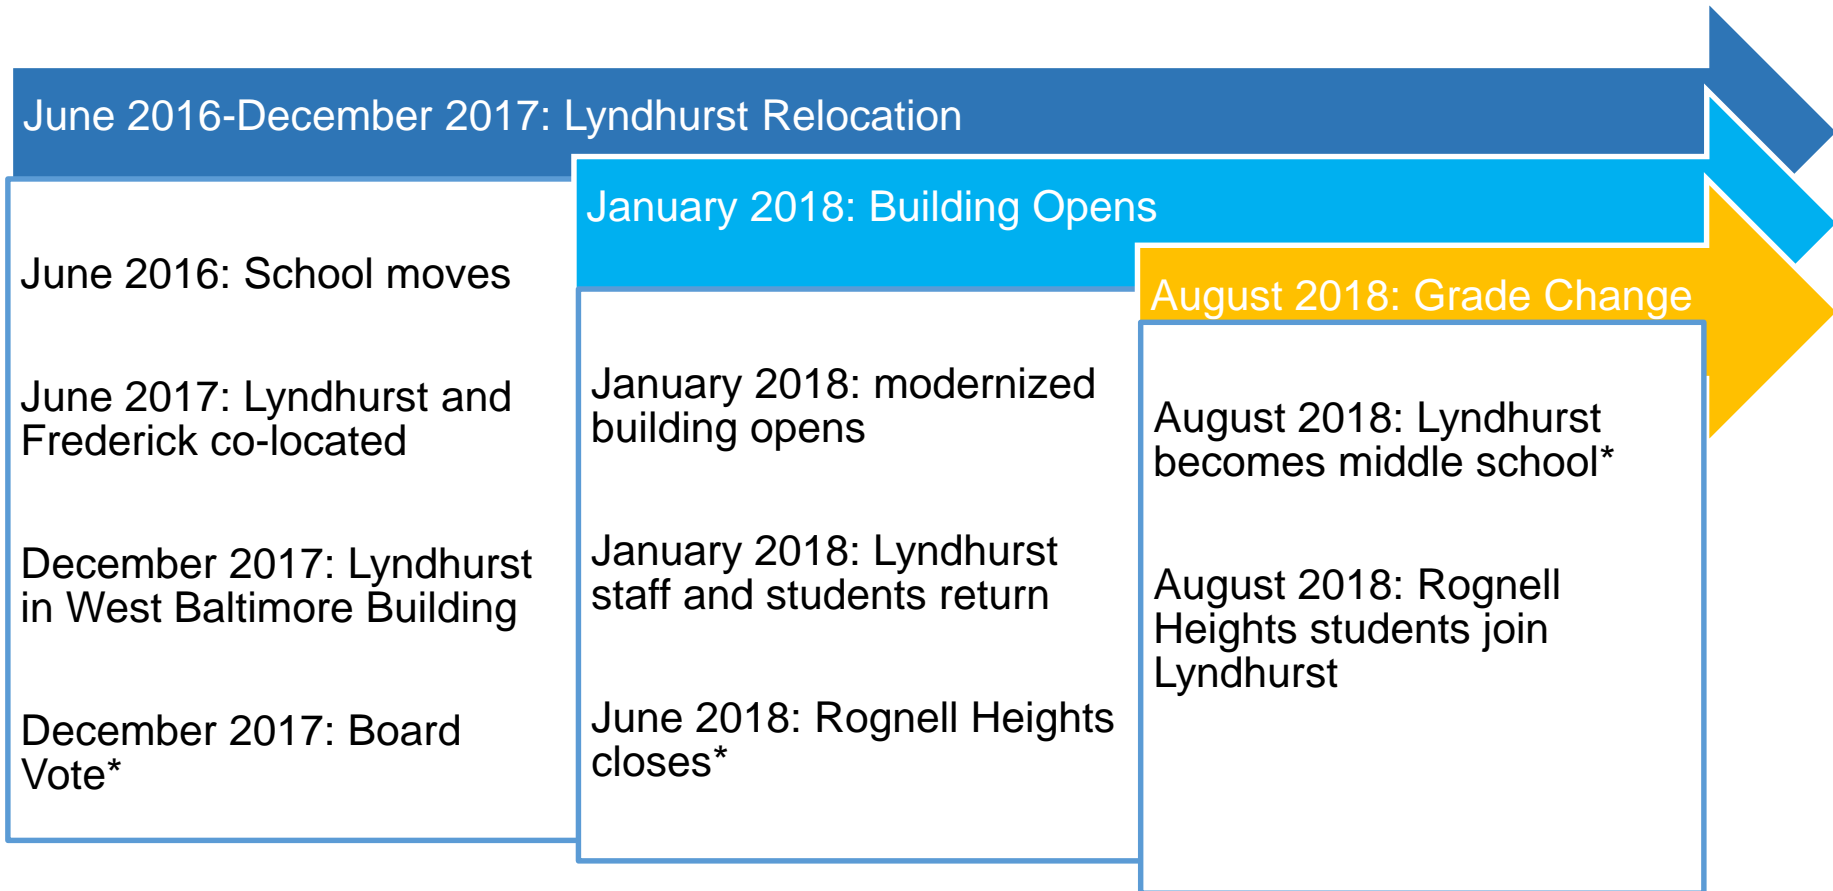 June 2016-December 2017: Lyndhurst Relocation
June 2016: School moves
June 2017: Lyndhurst and
Frederick co-located
December 2017: Lyndhurst
in West Baltimore Building
December 2017: Board
Vote*
January 2018: Building Opens
January 2018: modernized
building opens
January 2018: Lyndhurst
staff and students return
June 2018: Rognell Heights
closes*
August 2018: Grade Change
August 2018: Lyndhurst
becomes middle school*
August 2018: Rognell
Heights students join
Lyndhurst